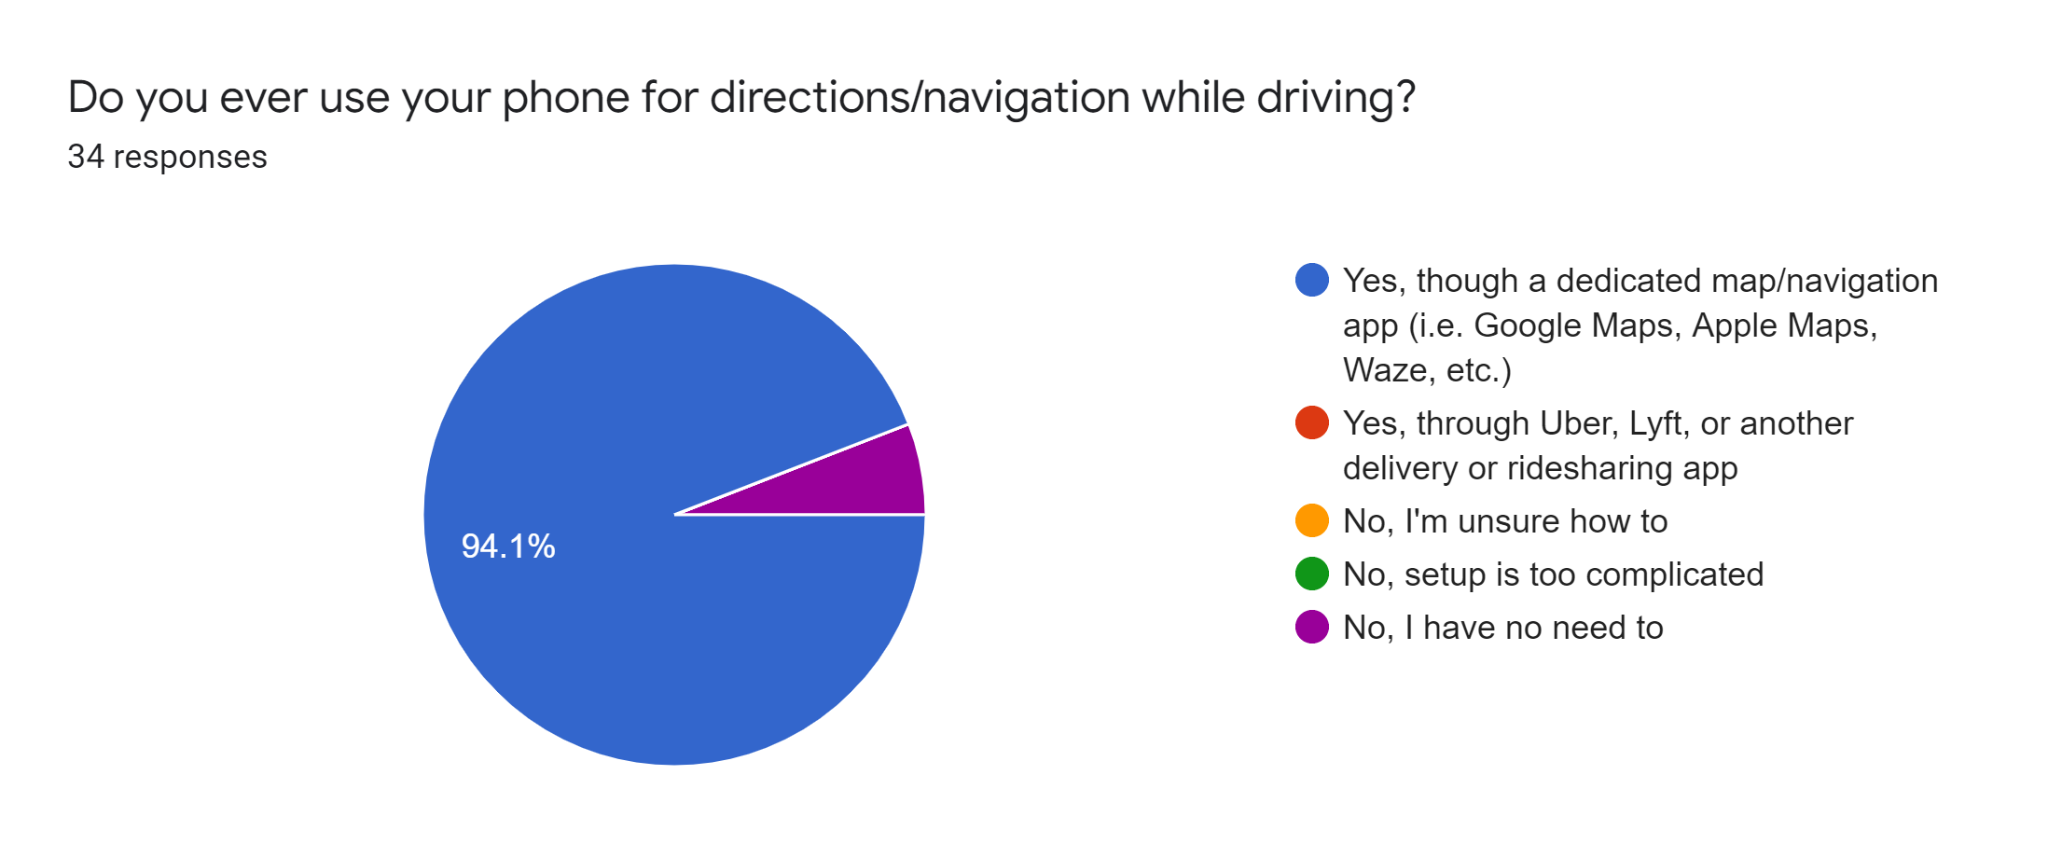 Do you ever use your phone for directions/navigation while driving?
34 responses
94.1%
Yes, though a dedicated map/navigation
app (i.e. Google Maps, Apple Maps,
Waze, etc.)
Yes, through Uber, Lyft, or another
delivery or ridesharing app
No, I'm unsure how to
No, setup is too complicated
No, I have no need to